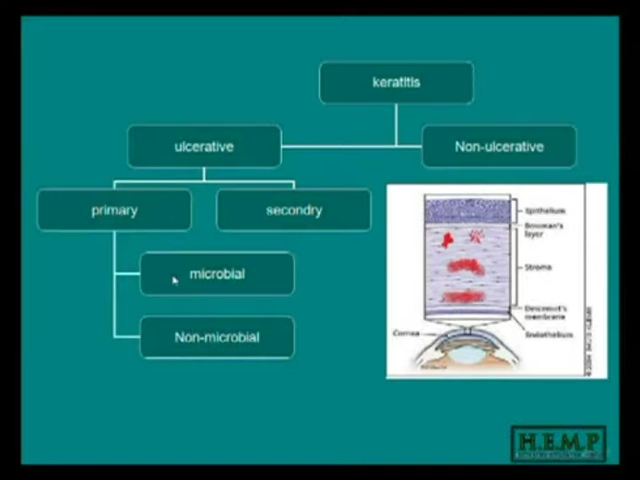 keratitis
ulcerative
Non-ulcerative
primary
secondry
microbial
Non-microbial
Epithelium
Bowman's
layer
Stroma
Descemet's
membrane
Endothelium
Cornea
H.E.M.P